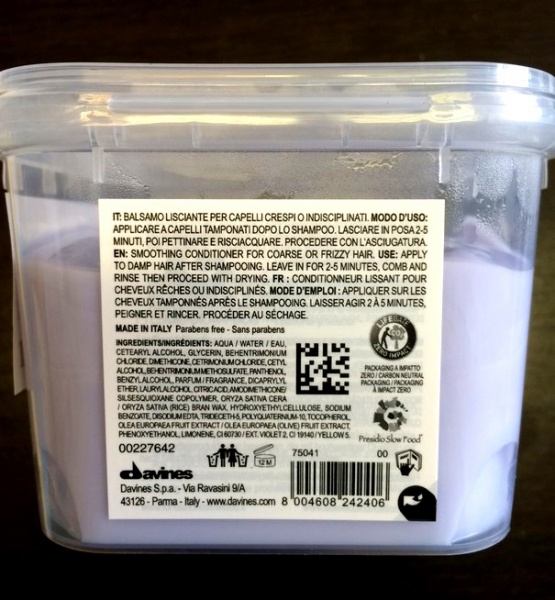 IT: BALSAMO LISCIANTE PER CAPELLI CRESPI O INDISCIPLINATI. MODO D'USO:
APPLICARE A CAPELLI TAMPONATI DOPO LO SHAMPOO. LASCIARE IN POSA 2-5
MINUTI, POI PETTINARE E RISCIACQUARE. PROCEDERE CON L'ASCIUGATURA.
EN: SMOOTHING CONDITIONER FOR COARSE OR FRIZZY HAIR. USE: APPLY
TO DAMP HAIR AFTER SHAMPOOING. LEAVE IN FOR 2-5 MINUTES, COMB AND
RINSE THEN PROCEED WITH DRYING. FR : CONDITIONNEUR LISSANT POUR
CHEVEUX RÊCHES OU INDISCIPLINÉS. MODE D'EMPLOI : APPLIQUER SUR LES
CHEVEUX TAMPONNÉS APRÈS LE SHAMPOOING. LAISSER AGIR 2 À 5 MINUTES,
PEIGNER ET RINCER. PROCÉDER AU SÉCHAGE.
MADE IN ITALY Parabens free - Sans parabens
INGREDIENTS/INGRÉDIENTS: AQUA / WATER / EAU,
CETEARYL ALCOHOL, GLYCERIN, BEHENTRIMONIUM
CHLORIDE, DIMETHICONE, CETRIMONIUM CHLORIDE, CETYL
ALCOHOL, BEHENTRIMONIUM METHOSULFATE, PANTHENOL,
BENZYL ALCOHOL, PARFUM / FRAGRANCE, DICAPRYLYL
ETHER, LAURYL ALCOHOL, CITRIC ACID, AMODIMETHICONE/
SILSESQUIOXANE COPOLYMER, ORYZA SATIVA CERA
/ ORYZA SATIVA (RICE) BRAN WAX, HYDROXYETHYLCELLULOSE, SODIUM
BENZOATE, DISODIUM EDTA, TRIDECETH-5, POLYQUATERNIUM-10, TOCOPHEROL,
OLEA EUROPAEA FRUIT EXTRACT / OLEA EUROPAEA (OLIVE) FRUIT EXTRACT,
PHENOXYETHANOL, LIMONENE, CI 60730 / EXT. VIOLET 2, CI 19140 / YELLOW 5.
ZERO IMPACT
PACKAGING A IMPATTO
ZERO / CARBON NEUTRAL
PACKAGING / PACKAGING
À IMPACT ZERO
Presidio Slow Food®
00227642
12 M
75041 00
davines
Davines S.p.a. - Via Ravasini 9/A
43126 - Parma - Italy - www.davines.com
8 004608 242406